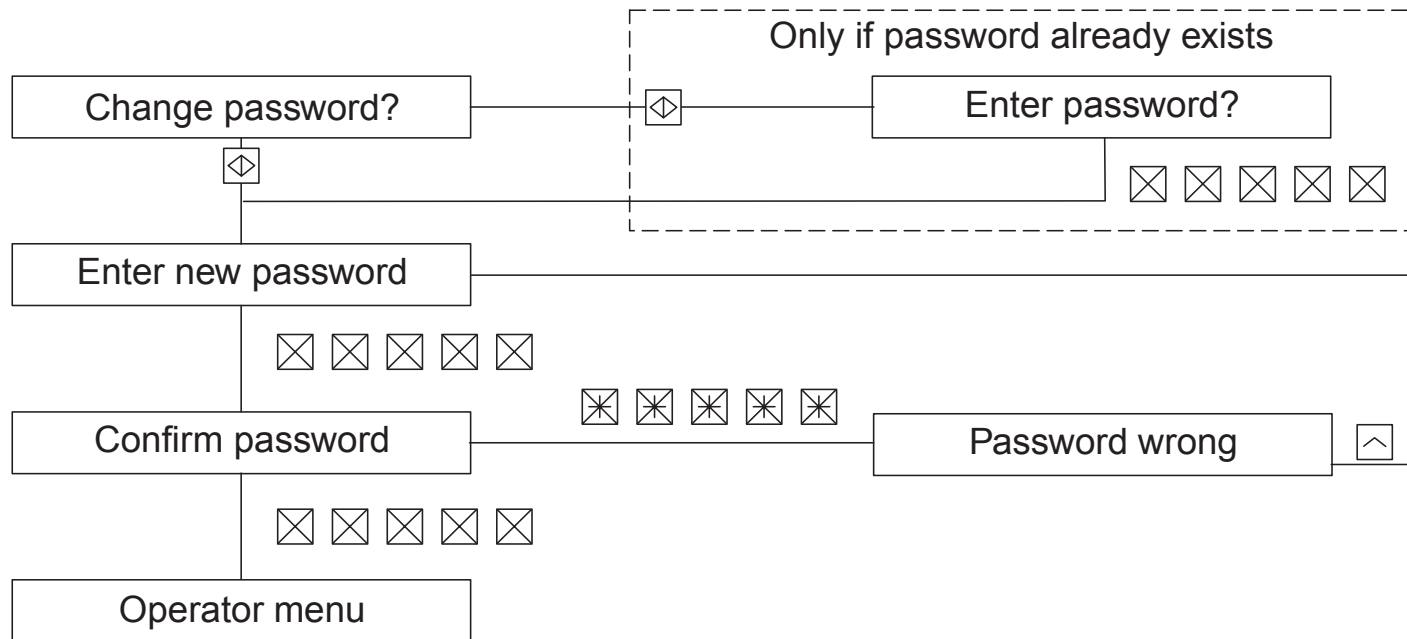 Only if password already exists
Change password?
Enter password?
Enter new password
Confirm password
Password wrong
Operator menu